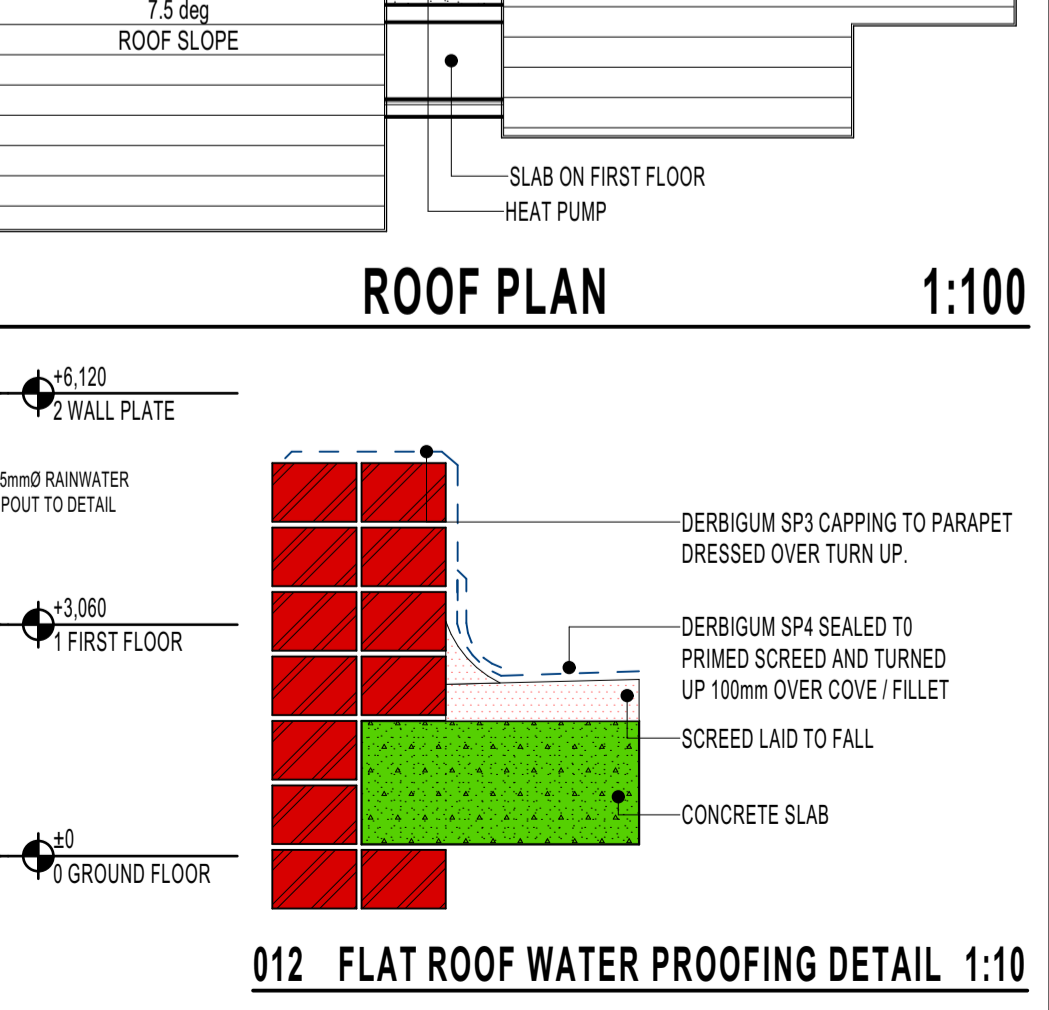 7.5 deg
ROOF SLOPE
SLAB ON FIRST FLOOR
HEAT PUMP
ROOF PLAN 1:100
+6,120
2 WALL PLATE
5mmØ RAINWATER
POUT TO DETAIL
+3,060
1 FIRST FLOOR
±0
0 GROUND FLOOR
DERBIGUM SP3 CAPPING TO PARAPET
DRESSED OVER TURN UP.
DERBIGUM SP4 SEALED T0
PRIMED SCREED AND TURNED
UP 100mm OVER COVE / FILLET
SCREED LAID TO FALL
CONCRETE SLAB
012 FLAT ROOF WATER PROOFING DETAIL 1:10